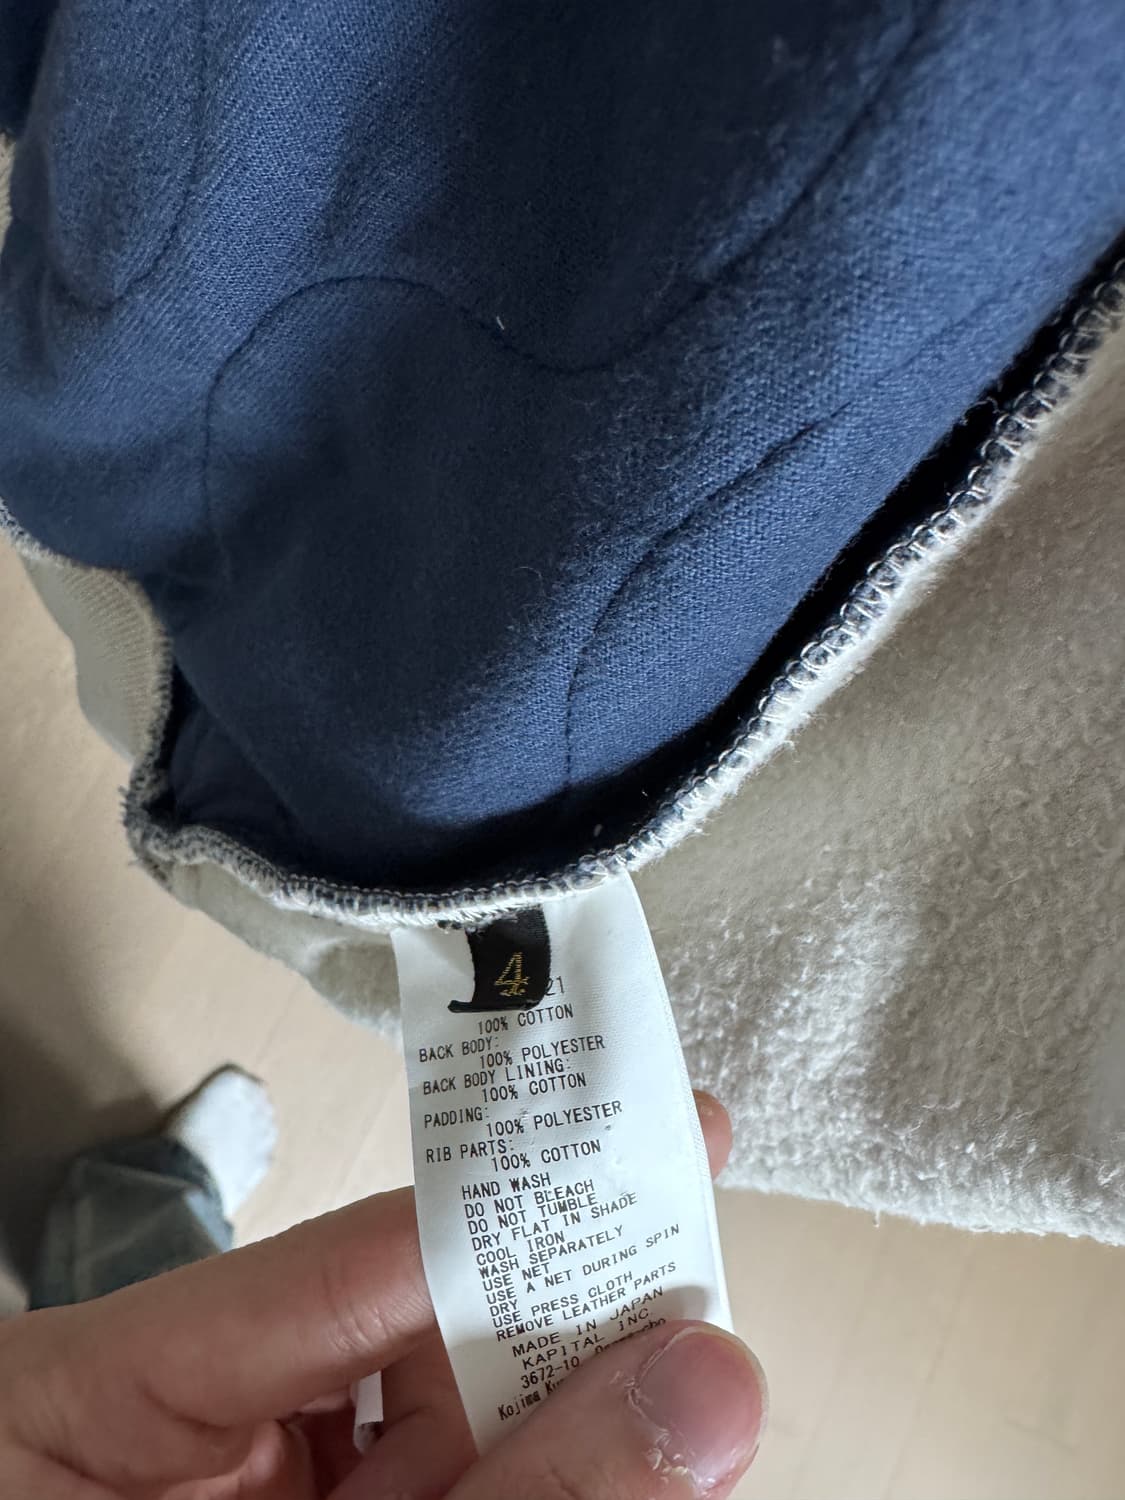 4
21
100% COTTON
BACK BODY:
100% POLYESTER
BACK BODY LINING:
100% COTTON
PADDING:
100% POLYESTER
RIB PARTS:
100% COTTON
HAND WASH
DO NOT BLEACH
DO NOT TUMBLE
DRY FLAT IN SHADE
COOL IRON
WASH SEPARATELY
USE NET
USE A NET DURING SPIN
DRY
USE PRESS CLOTH
REMOVE LEATHER PARTS
MADE IN JAPAN
KAPITAL INC.
3672-10
Kojima